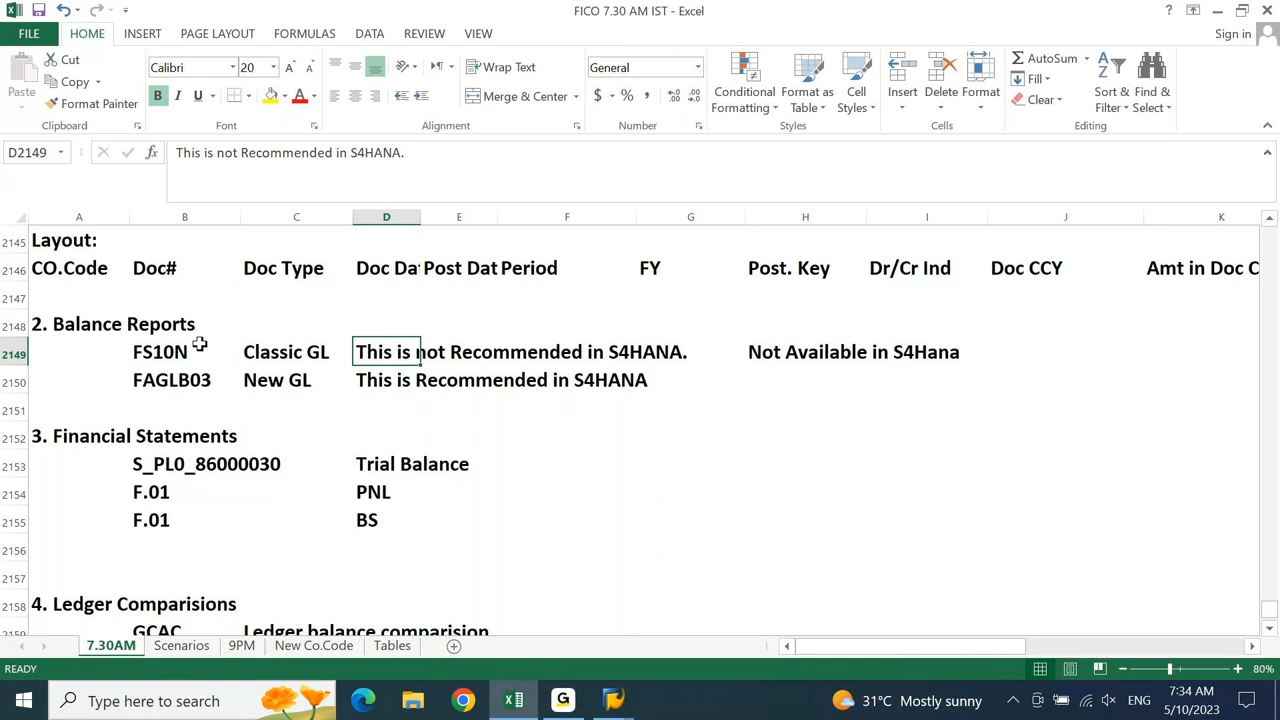 FICO 7.30 AM IST - Excel
FILE HOME INSERT PAGE LAYOUT FORMULAS DATA REVIEW VIEW Sign in
Paste
Cut
Copy
Format Painter
Calibri 20
B I U
Wrap Text
Merge & Center
General
$ % ,
Conditional Formatting
Format as Table
Cell Styles
Insert
Delete
Format
AutoSum
Fill
Clear
Sort & Filter
Find & Select
Clipboard Font Alignment Number Styles Cells Editing
D2149 fx This is not Recommended in S4HANA.
A B C D E F G H I J K
2145 Layout:
2146 CO.Code Doc# Doc Type Doc Dat Post Dat Period FY Post. Key Dr/Cr Ind Doc CCY Amt in Doc C
2147
2148 2. Balance Reports
2149 FS10N Classic GL This is not Recommended in S4HANA. Not Available in S4Hana
2150 FAGLB03 New GL This is Recommended in S4HANA
2151
2152 3. Financial Statements
2153 S_PL0_86000030 Trial Balance
2154 F.01 PNL
2155 F.01 BS
2156
2157
2158 4. Ledger Comparisions
2159 GCAC Ledger balance comparision
7.30AM Scenarios 9PM New Co.Code Tables
READY 80%
Type here to search
31°C Mostly sunny
ENG
7:34 AM
5/10/2023